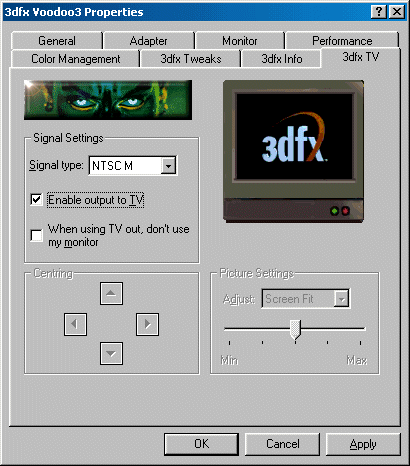 3dfx Voodoo3 Properties
General Adapter Monitor Performance
Color Management 3dfx Tweaks 3dfx Info 3dfx TV
Signal Settings
Signal type: NTSC M
Enable output to TV
When using TV out, don't use
my monitor
3dfx
Centring
Picture Settings
Adjust: Screen Fit
Min Max
OK Cancel Apply